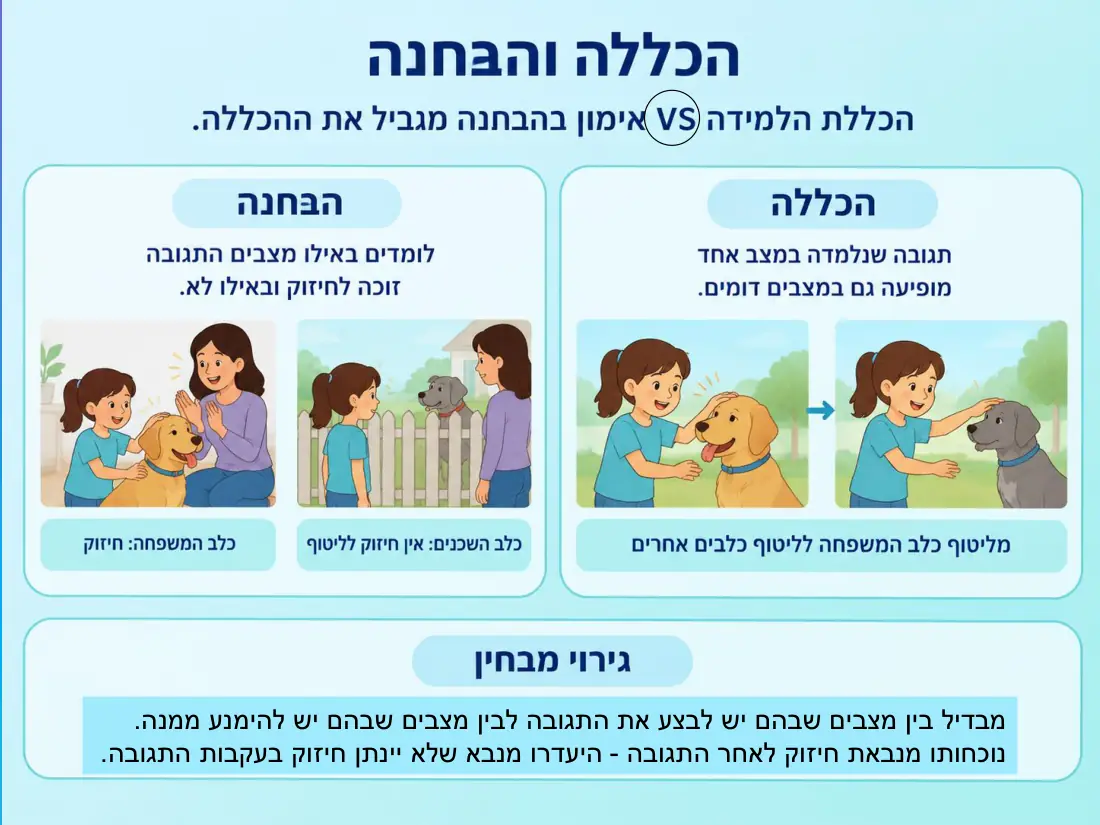 הכללה והבחנה
הכללת הלמידה VS אימון בהבחנה מגביל את ההכללה.
הכללה
תגובה שנלמדה במצב אחד
מופיעה גם במצבים דומים.
מליטוף כלב המשפחה לליטוף כלבים אחרים
הבחנה
לומדים באילו מצבים התגובה
זוכה לחיזוק ובאילו לא.
כלב השכנים: אין חיזוק לליטוף
כלב המשפחה: חיזוק
גירוי מבחין
מבדיל בין מצבים שבהם יש לבצע את התגובה לבין מצבים שבהם יש להימנע ממנה.
נוכחותו מנבאת חיזוק לאחר התגובה - היעדרו מנבא שלא יינתן חיזוק בעקבות התגובה.